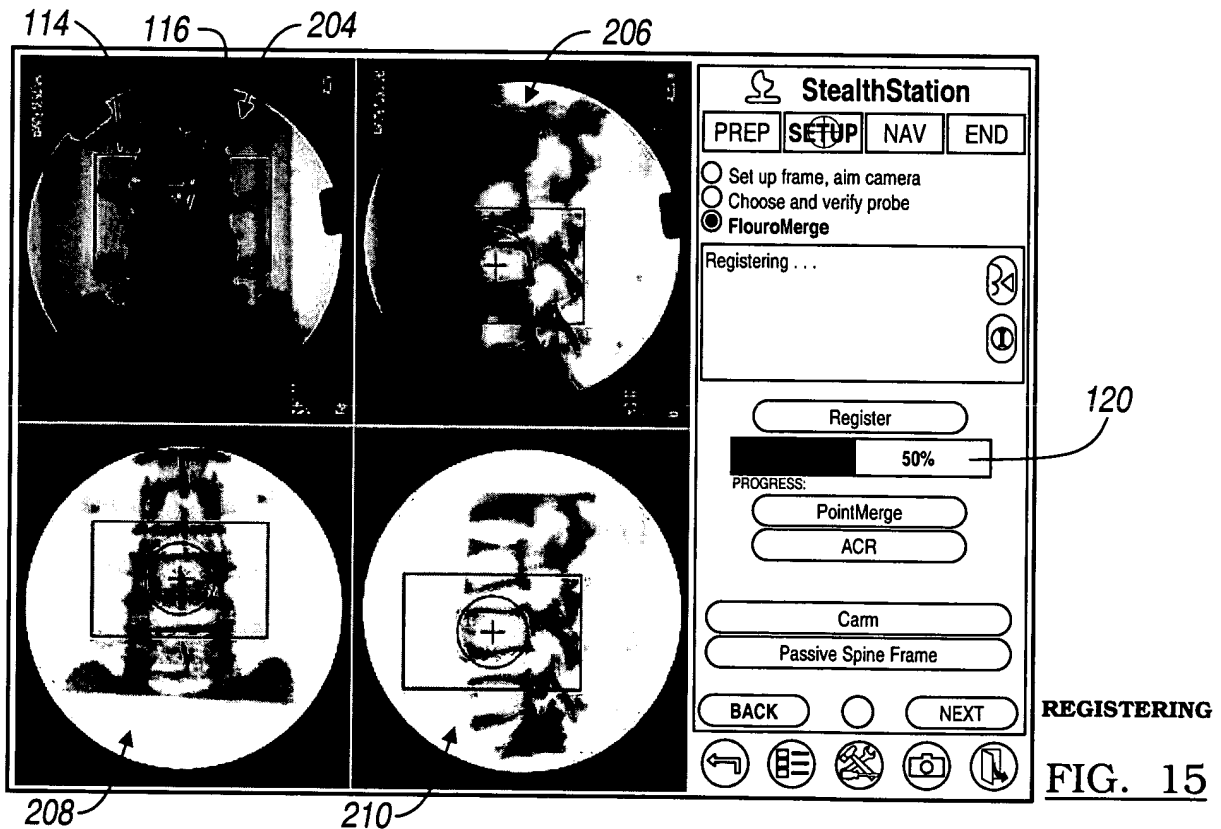 114
116
204
206
StealthStation
PREP SETUP NAV END
Set up frame, aim camera
Choose and verify probe
FlouroMerge
Registering . . .
Register
120
50%
PROGRESS:
PointMerge
ACR
Carm
Passive Spine Frame
BACK NEXT
REGISTERING
FIG. 15
208
210